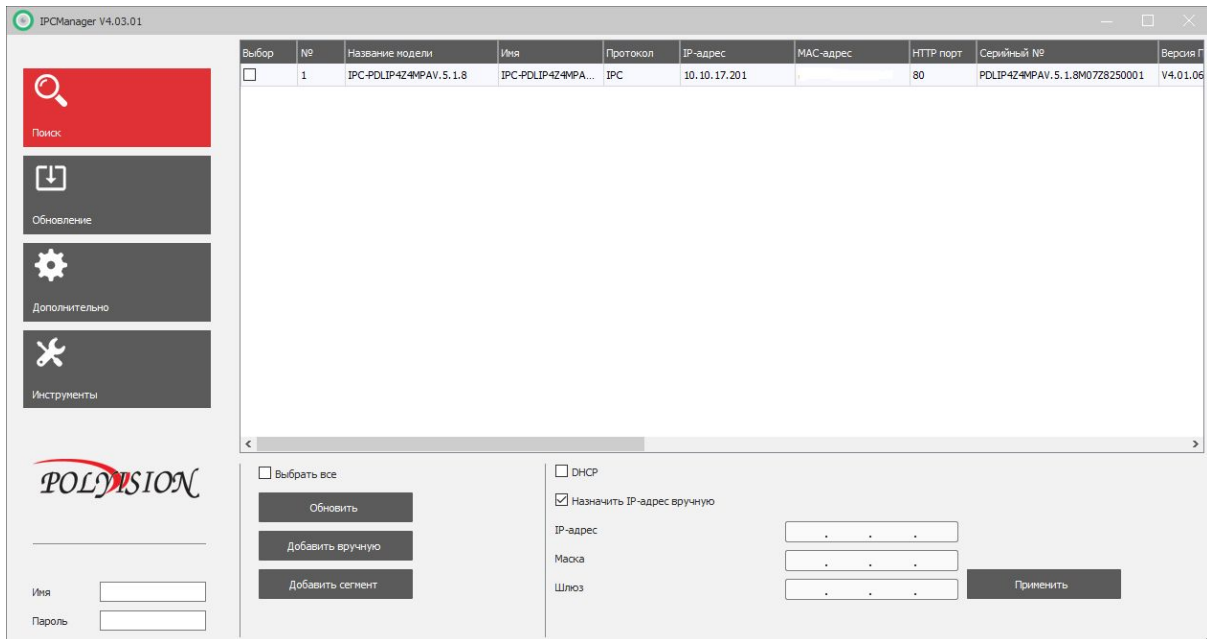 IPCManager V4.03.01
Выбор № Название модели Имя Протокол IP-адрес MAC-адрес HTTP порт Серийный № Версия П
1 IPC-PDLIP4Z4MPAV.5.1.8 IPC-PDLIP4Z4MPA... IPC 10.10.17.201 80 PDLIP4Z4MPAV.5.1.8M07Z8250001 V4.01.06
Поиск
Обновление
Дополнительно
Инструменты
POLYVISION
Имя
Пароль
Выбрать все
Обновить
Добавить вручную
Добавить сегмент
DHCP
Назначить IP-адрес вручную
IP-адрес . . .
Маска . . .
Шлюз . . .
Применить